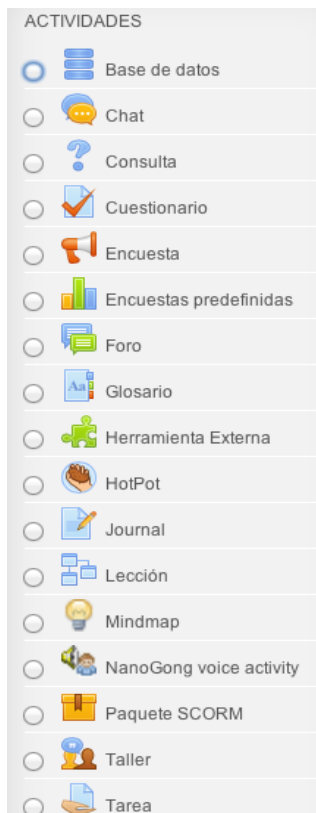 ACTIVIDADES
Base de datos
Chat
Consulta
Cuestionario
Encuesta
Encuestas predefinidas
Foro
Aa
Glosario
Herramienta Externa
HotPot
Journal
Lección
Mindmap
NanoGong voice activity
Paquete SCORM
Taller
Tarea